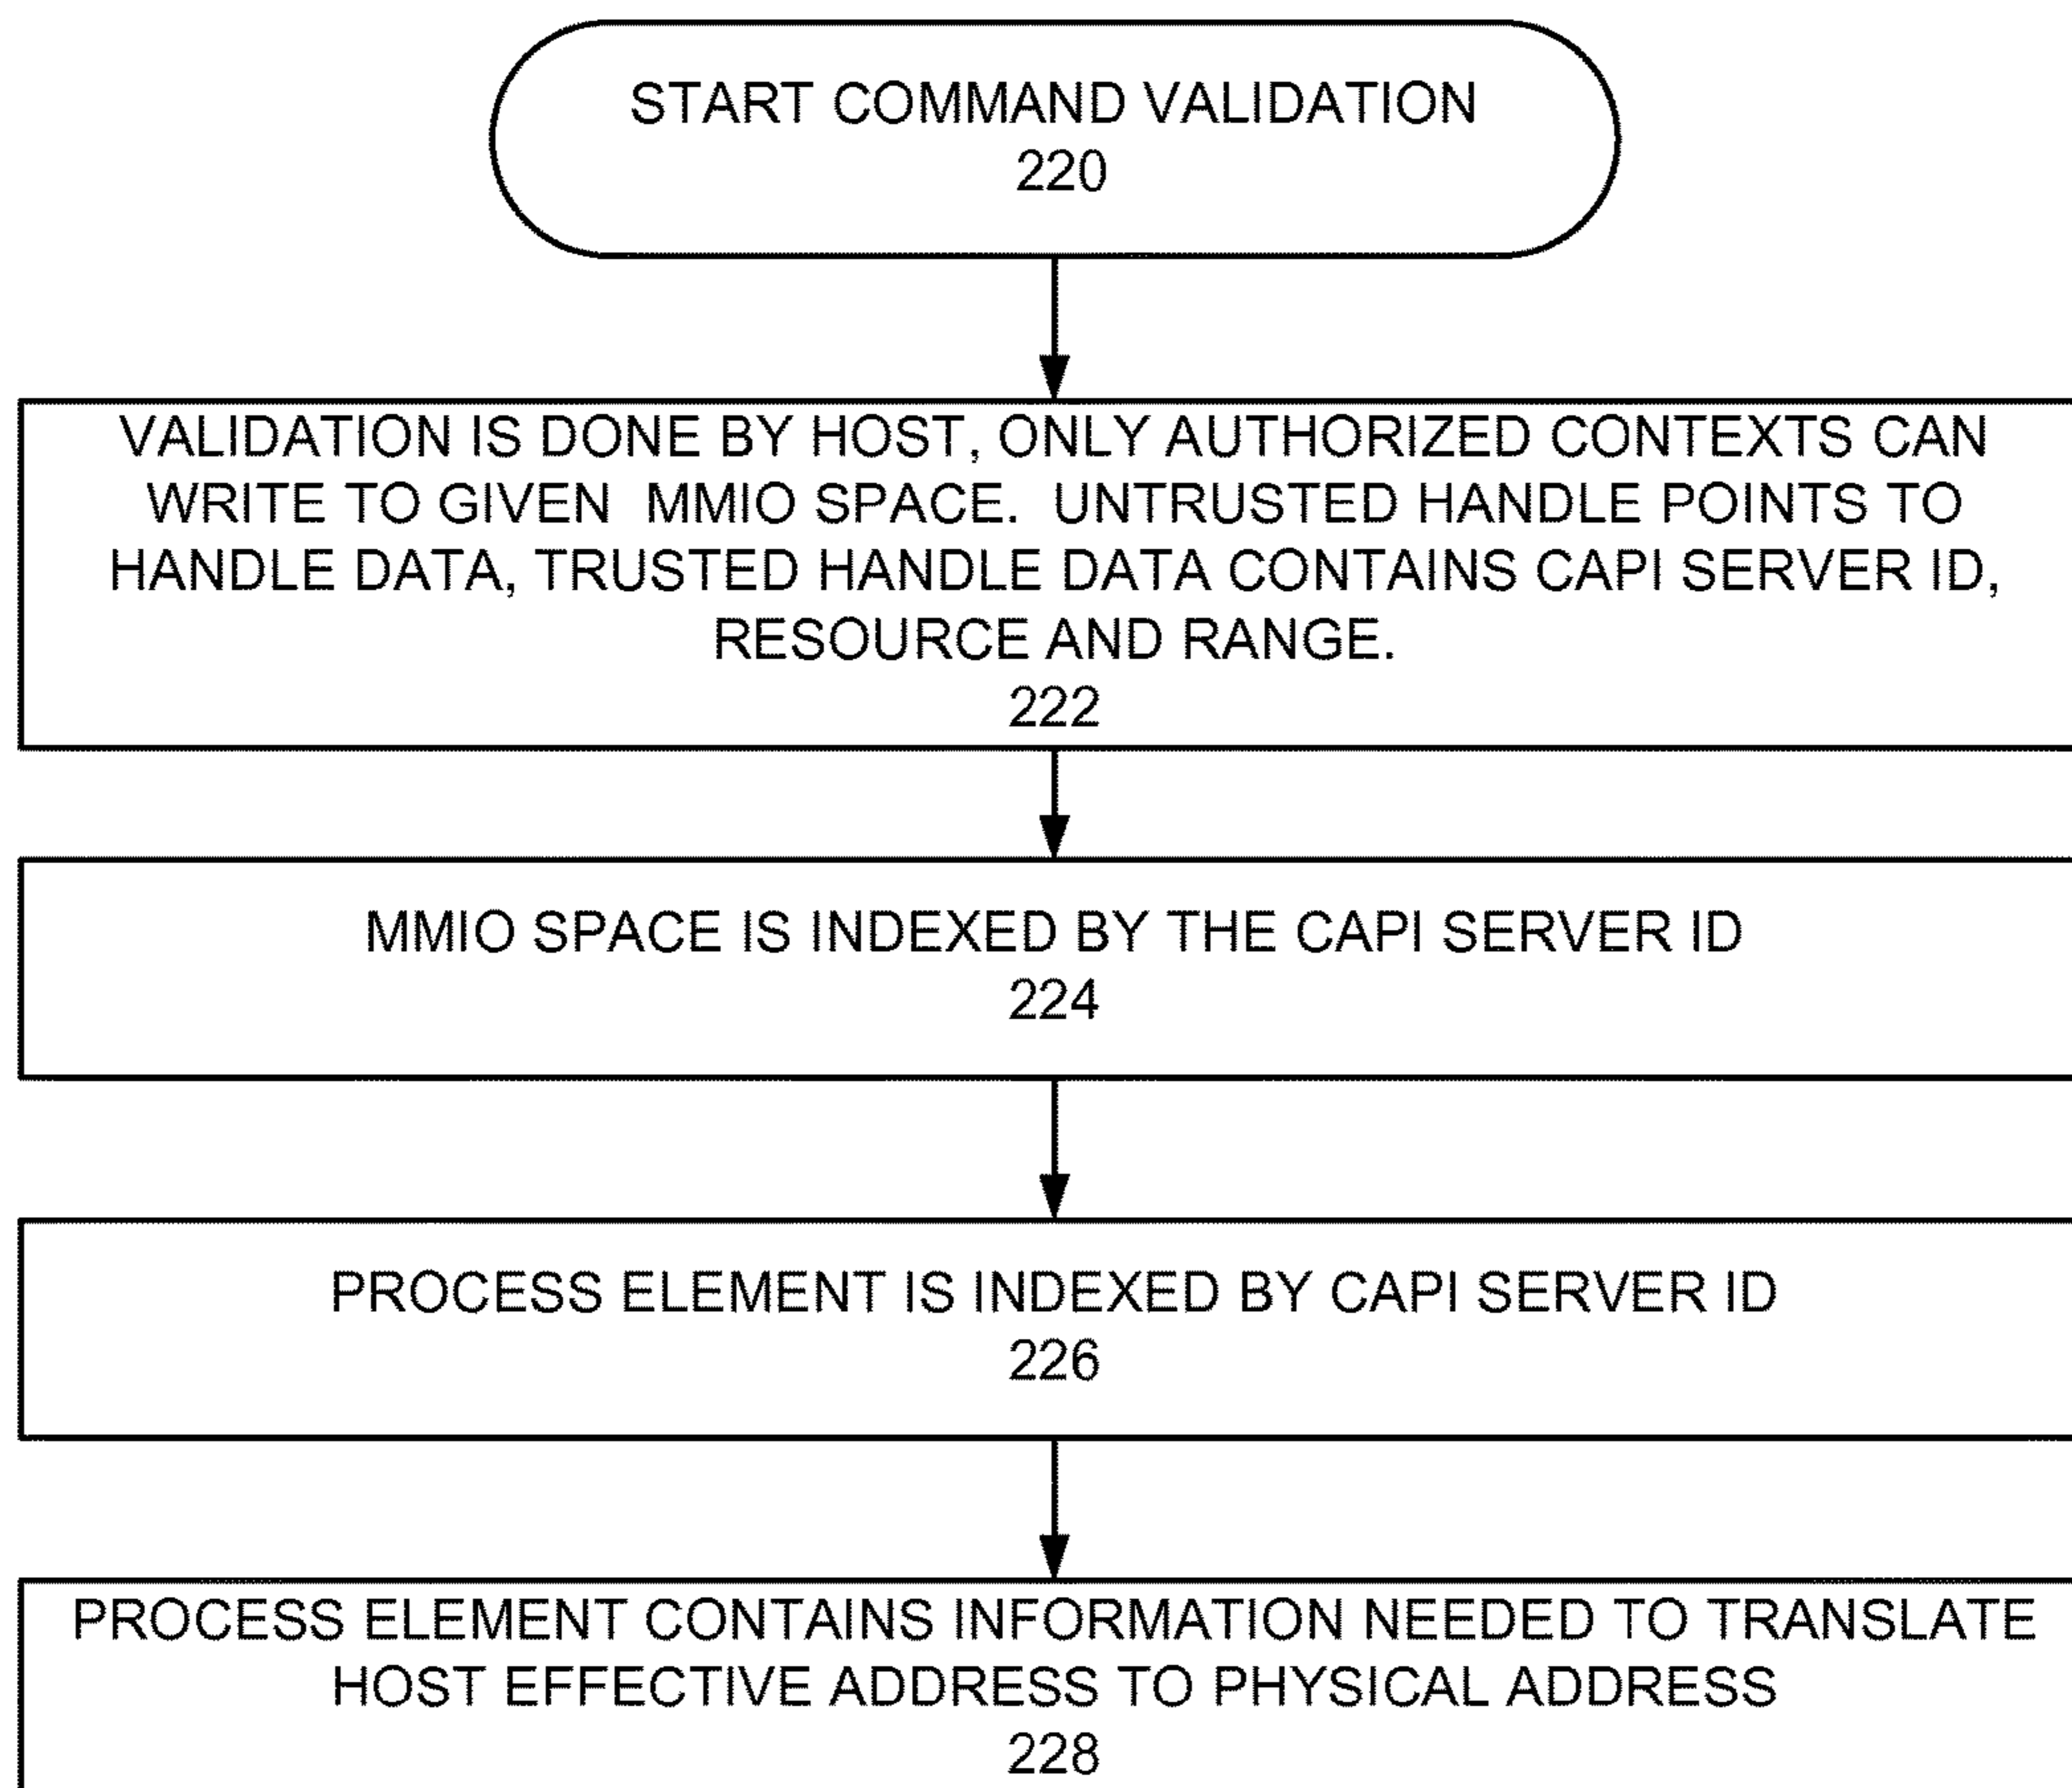 START COMMAND VALIDATION
220
VALIDATION IS DONE BY HOST, ONLY AUTHORIZED CONTEXTS CAN
WRITE TO GIVEN MMIO SPACE. UNTRUSTED HANDLE POINTS TO
HANDLE DATA, TRUSTED HANDLE DATA CONTAINS CAPI SERVER ID,
RESOURCE AND RANGE.
222
MMIO SPACE IS INDEXED BY THE CAPI SERVER ID
224
PROCESS ELEMENT IS INDEXED BY CAPI SERVER ID
226
PROCESS ELEMENT CONTAINS INFORMATION NEEDED TO TRANSLATE
HOST EFFECTIVE ADDRESS TO PHYSICAL ADDRESS
228